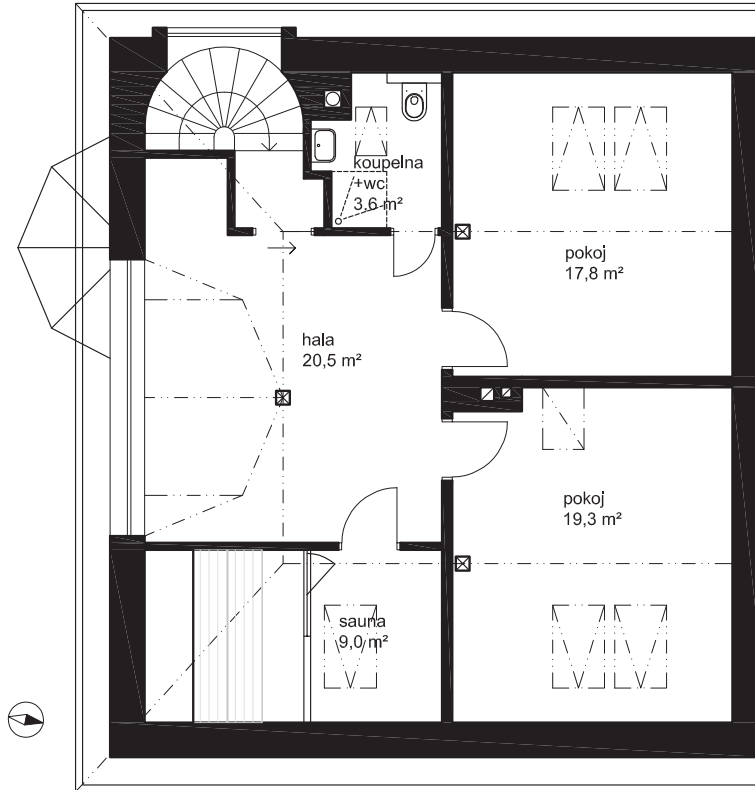 koupelna
+wc
3,6 m²
pokoj
17,8 m²
hala
20,5 m²
pokoj
19,3 m²
sauna
9,0 m²